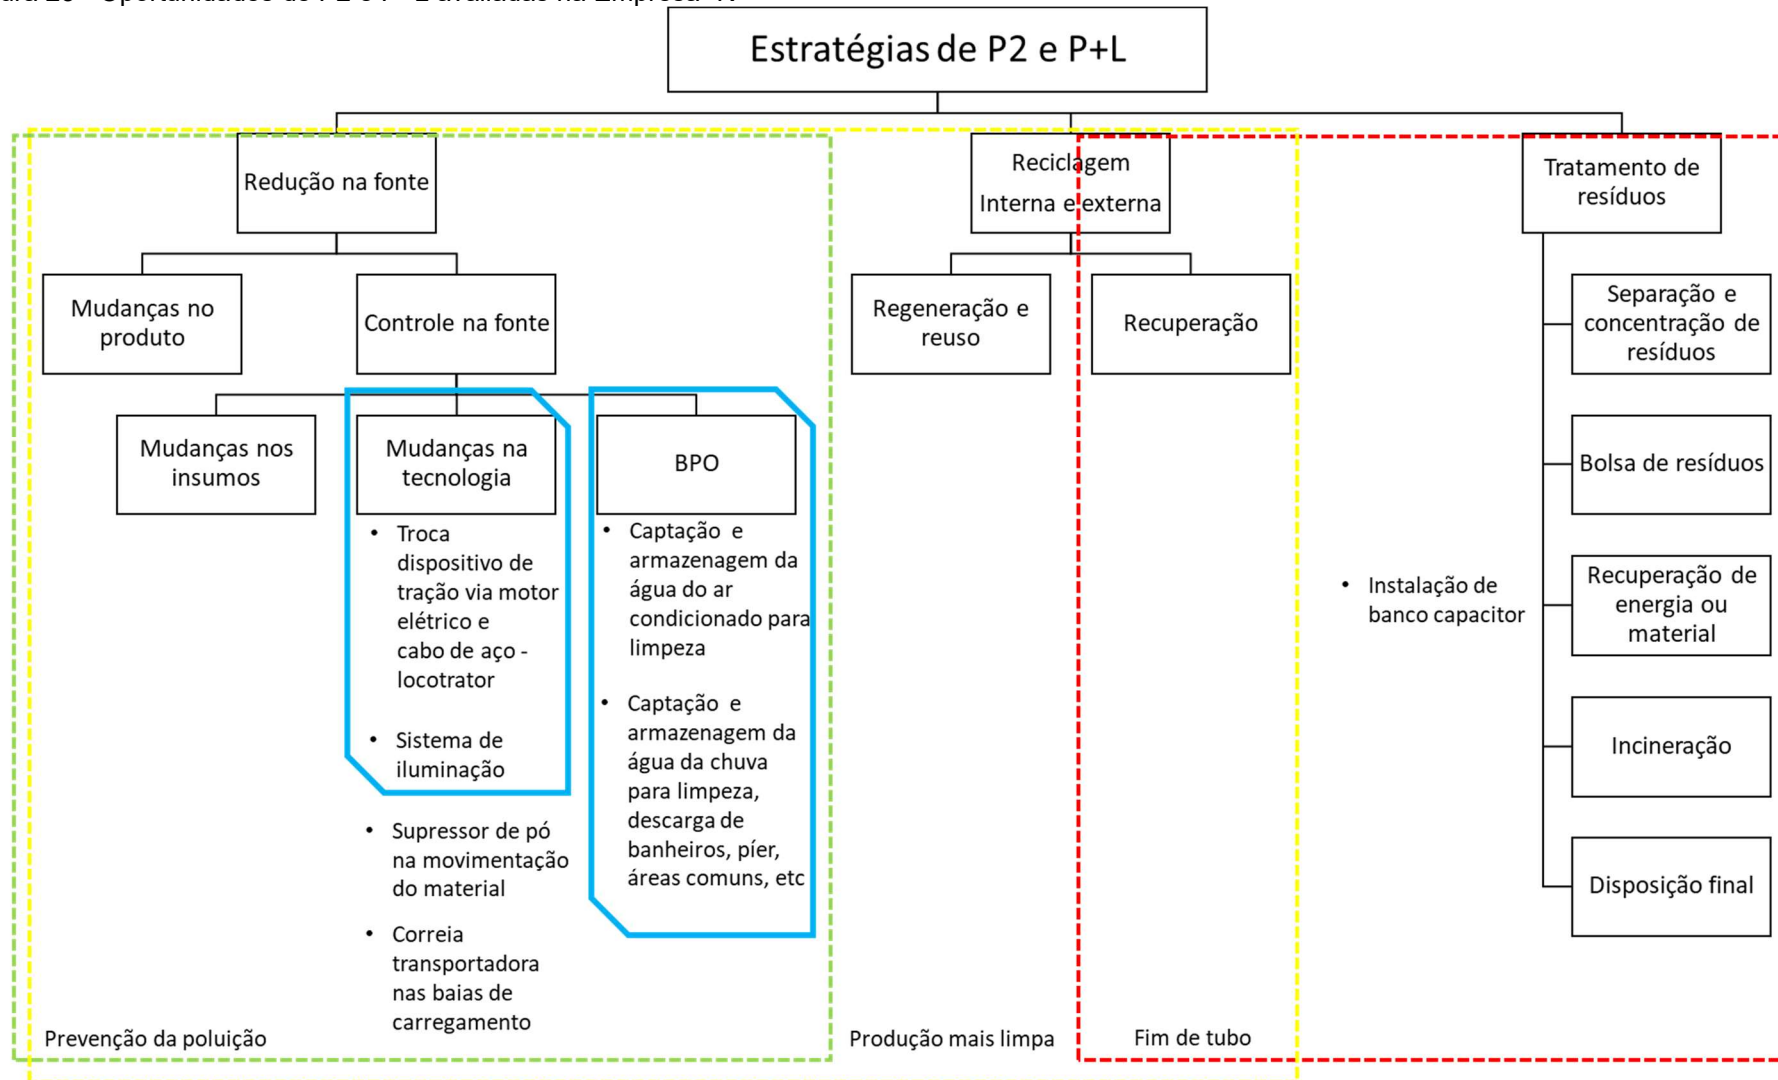 Estratégias de P2 e P+L
Redução na fonte
Reciclagem
Interna e externa
Tratamento de
resíduos
Mudanças no
produto
Controle na fonte
Regeneração e
reuso
Recuperação
Separação e
concentração de
resíduos
Mudanças nos
insumos
Mudanças na
tecnologia
BPO
Bolsa de resíduos
• Troca
dispositivo de
tração via motor
elétrico e
cabo de aço -
locotrator
• Sistema de
iluminação
• Supressor de pó
na movimentação
do material
• Correia
transportadora
nas baias de
carregamento
• Captação e
armazenagem da
água do ar
condicionado para
limpeza
• Captação e
armazenagem da
água da chuva
para limpeza,
descarga de
banheiros, píer,
áreas comuns, etc
• Instalação de
banco capacitor
Recuperação de
energia ou
material
Incineração
Disposição final
Prevenção da poluição
Produção mais limpa
Fim de tubo